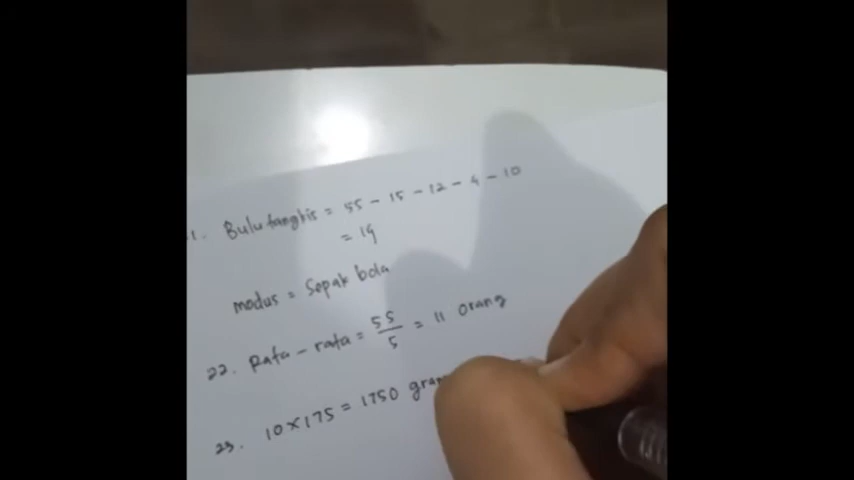 1. Bulutangkis = 55 - 15 - 12 - 4 - 10
= 14
modus = Sepak bola
22. Rata - rata = 55/5 = 11 orang
23. 10 x 175 = 1750 gram